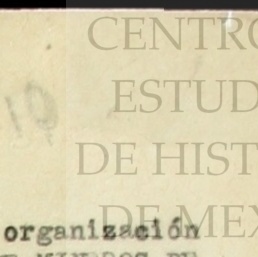 CENTRO
ESTUD
DE HIST
DE MEX
organización